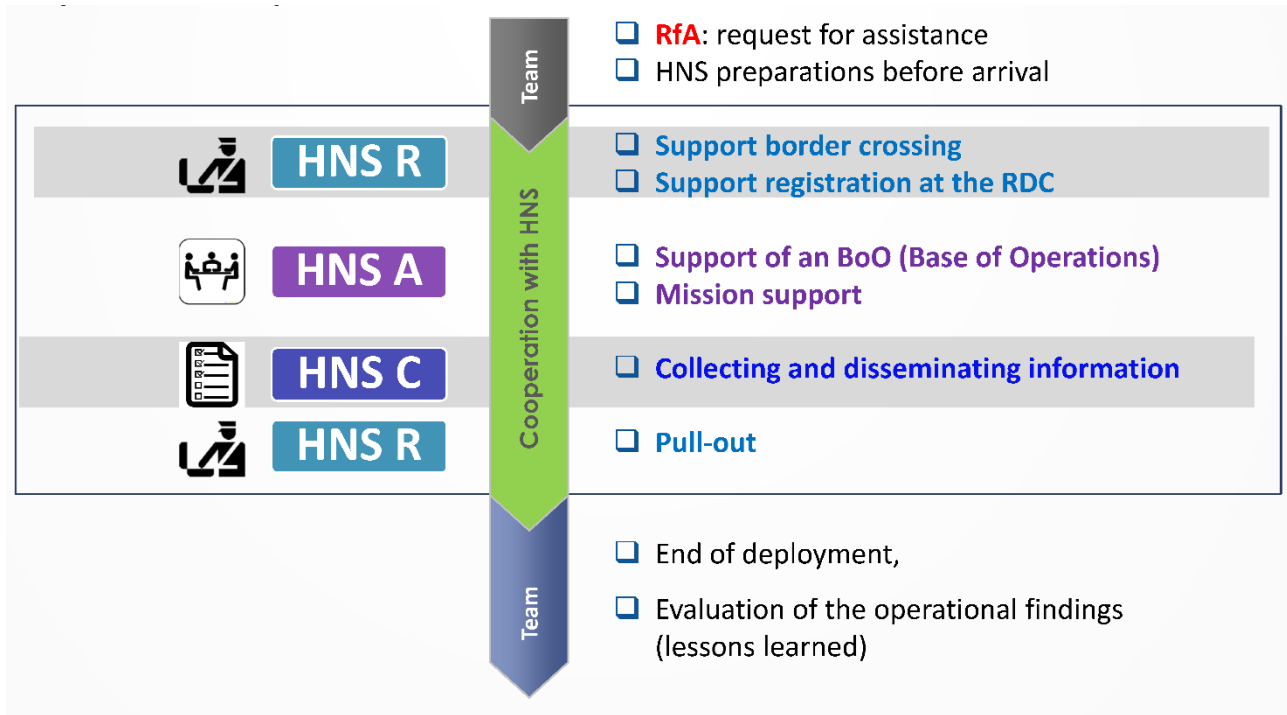 Team
RfA: request for assistance
HNS preparations before arrival
Cooperation with HNS
HNS R
Support border crossing
Support registration at the RDC
HNS A
Support of an BoO (Base of Operations)
Mission support
HNS C
Collecting and disseminating information
HNS R
Pull-out
Team
End of deployment,
Evaluation of the operational findings
(lessons learned)